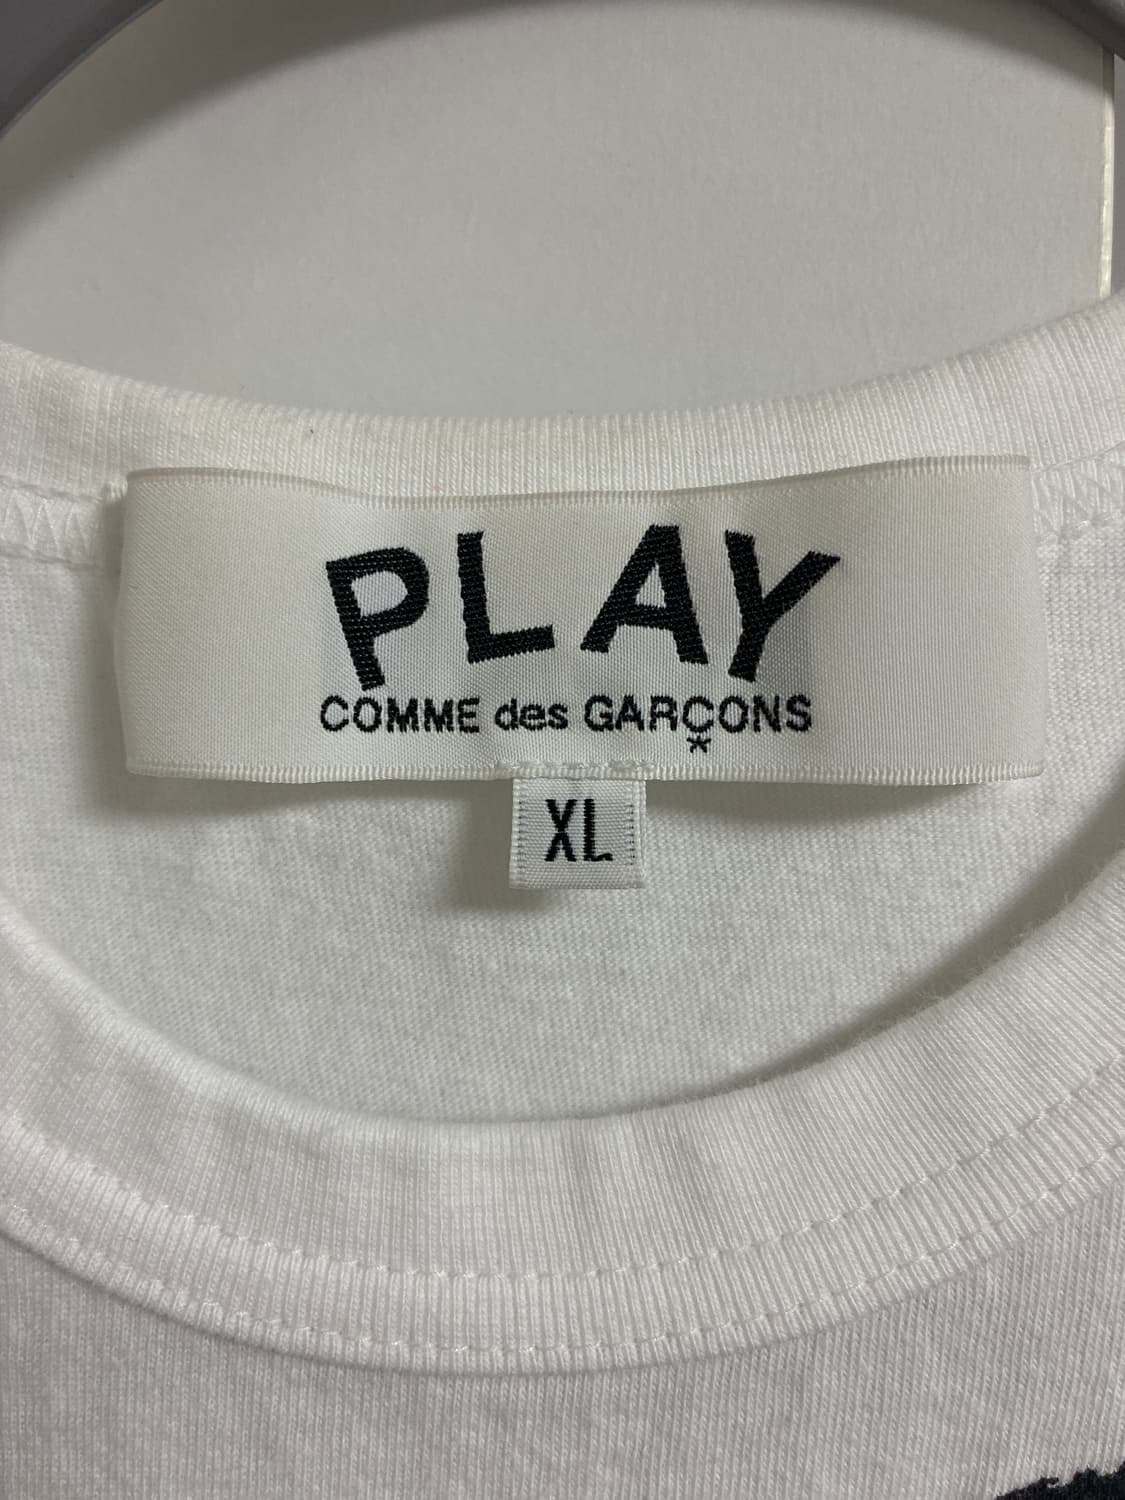 PLAY
COMME des GARÇONS
*
XL